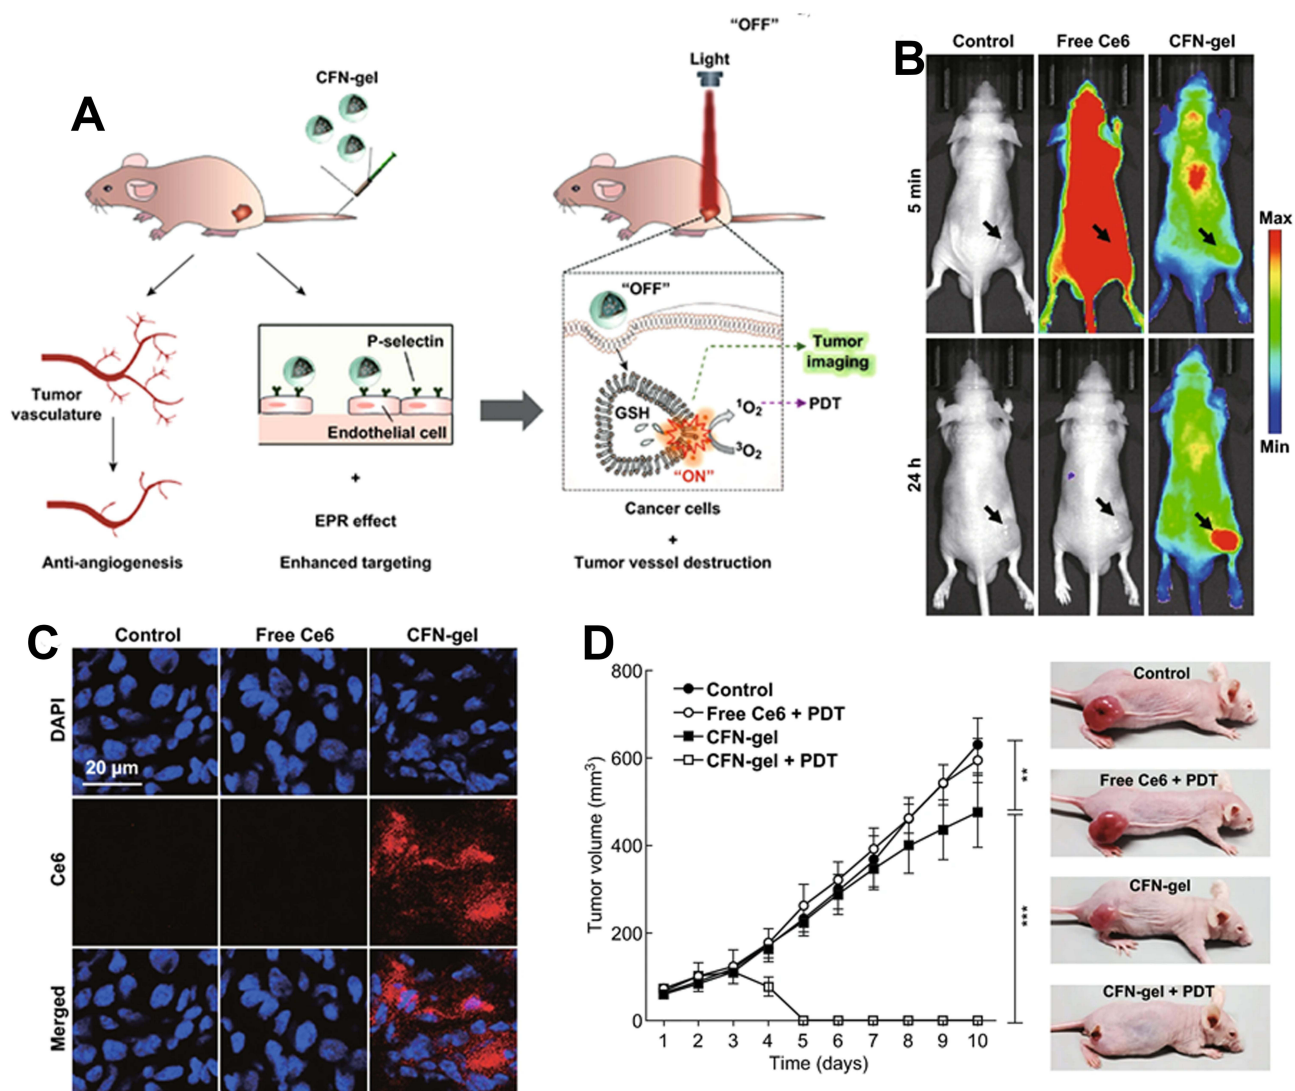 A
CFN-gel
"OFF"
Light
Tumor
vasculature
Anti-angiogenesis
P-selectin
Endothelial cell
+
EPR effect
Enhanced targeting
"OFF"
GSH
"ON"
¹O₂
³O₂
PDT
Tumor
imaging
Cancer cells
+
Tumor vessel destruction
B
Control Free Ce6 CFN-gel
5 min
24 h
Max
Min
C
Control Free Ce6 CFN-gel
DAPI
20 µm
Ce6
Merged
D
800
600
400
200
0
Tumor volume (mm³)
Control
Free Ce6 + PDT
CFN-gel
CFN-gel + PDT
1 2 3 4 5 6 7 8 9 10
Time (days)
**
***
Control
Free Ce6 + PDT
CFN-gel
CFN-gel + PDT